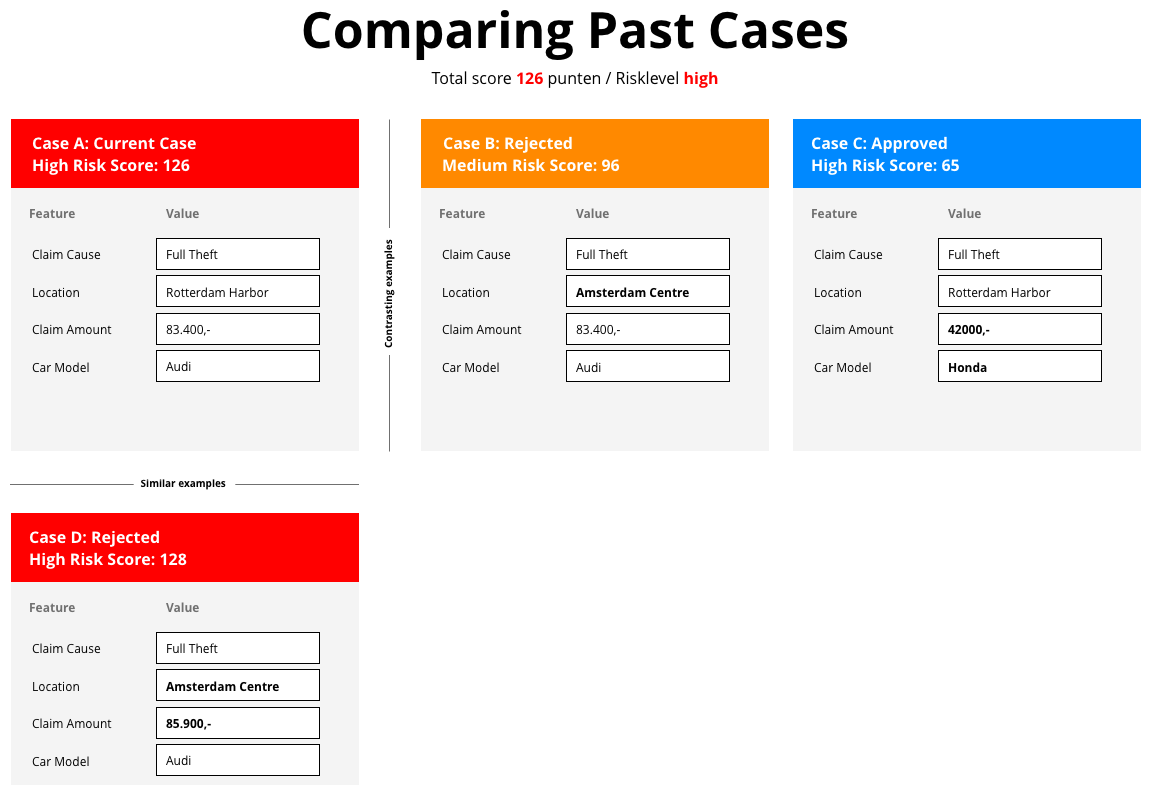 Comparing Past Cases
Total score 126 punten / Risklevel high
Case A: Current Case
High Risk Score: 126
Feature Value
Claim Cause Full Theft
Location Rotterdam Harbor
Claim Amount 83.400,-
Car Model Audi
Contrasting examples
Case B: Rejected
Medium Risk Score: 96
Feature Value
Claim Cause Full Theft
Location Amsterdam Centre
Claim Amount 83.400,-
Car Model Audi
Case C: Approved
High Risk Score: 65
Feature Value
Claim Cause Full Theft
Location Rotterdam Harbor
Claim Amount 42000,-
Car Model Honda
Similar examples
Case D: Rejected
High Risk Score: 128
Feature Value
Claim Cause Full Theft
Location Amsterdam Centre
Claim Amount 85.900,-
Car Model Audi